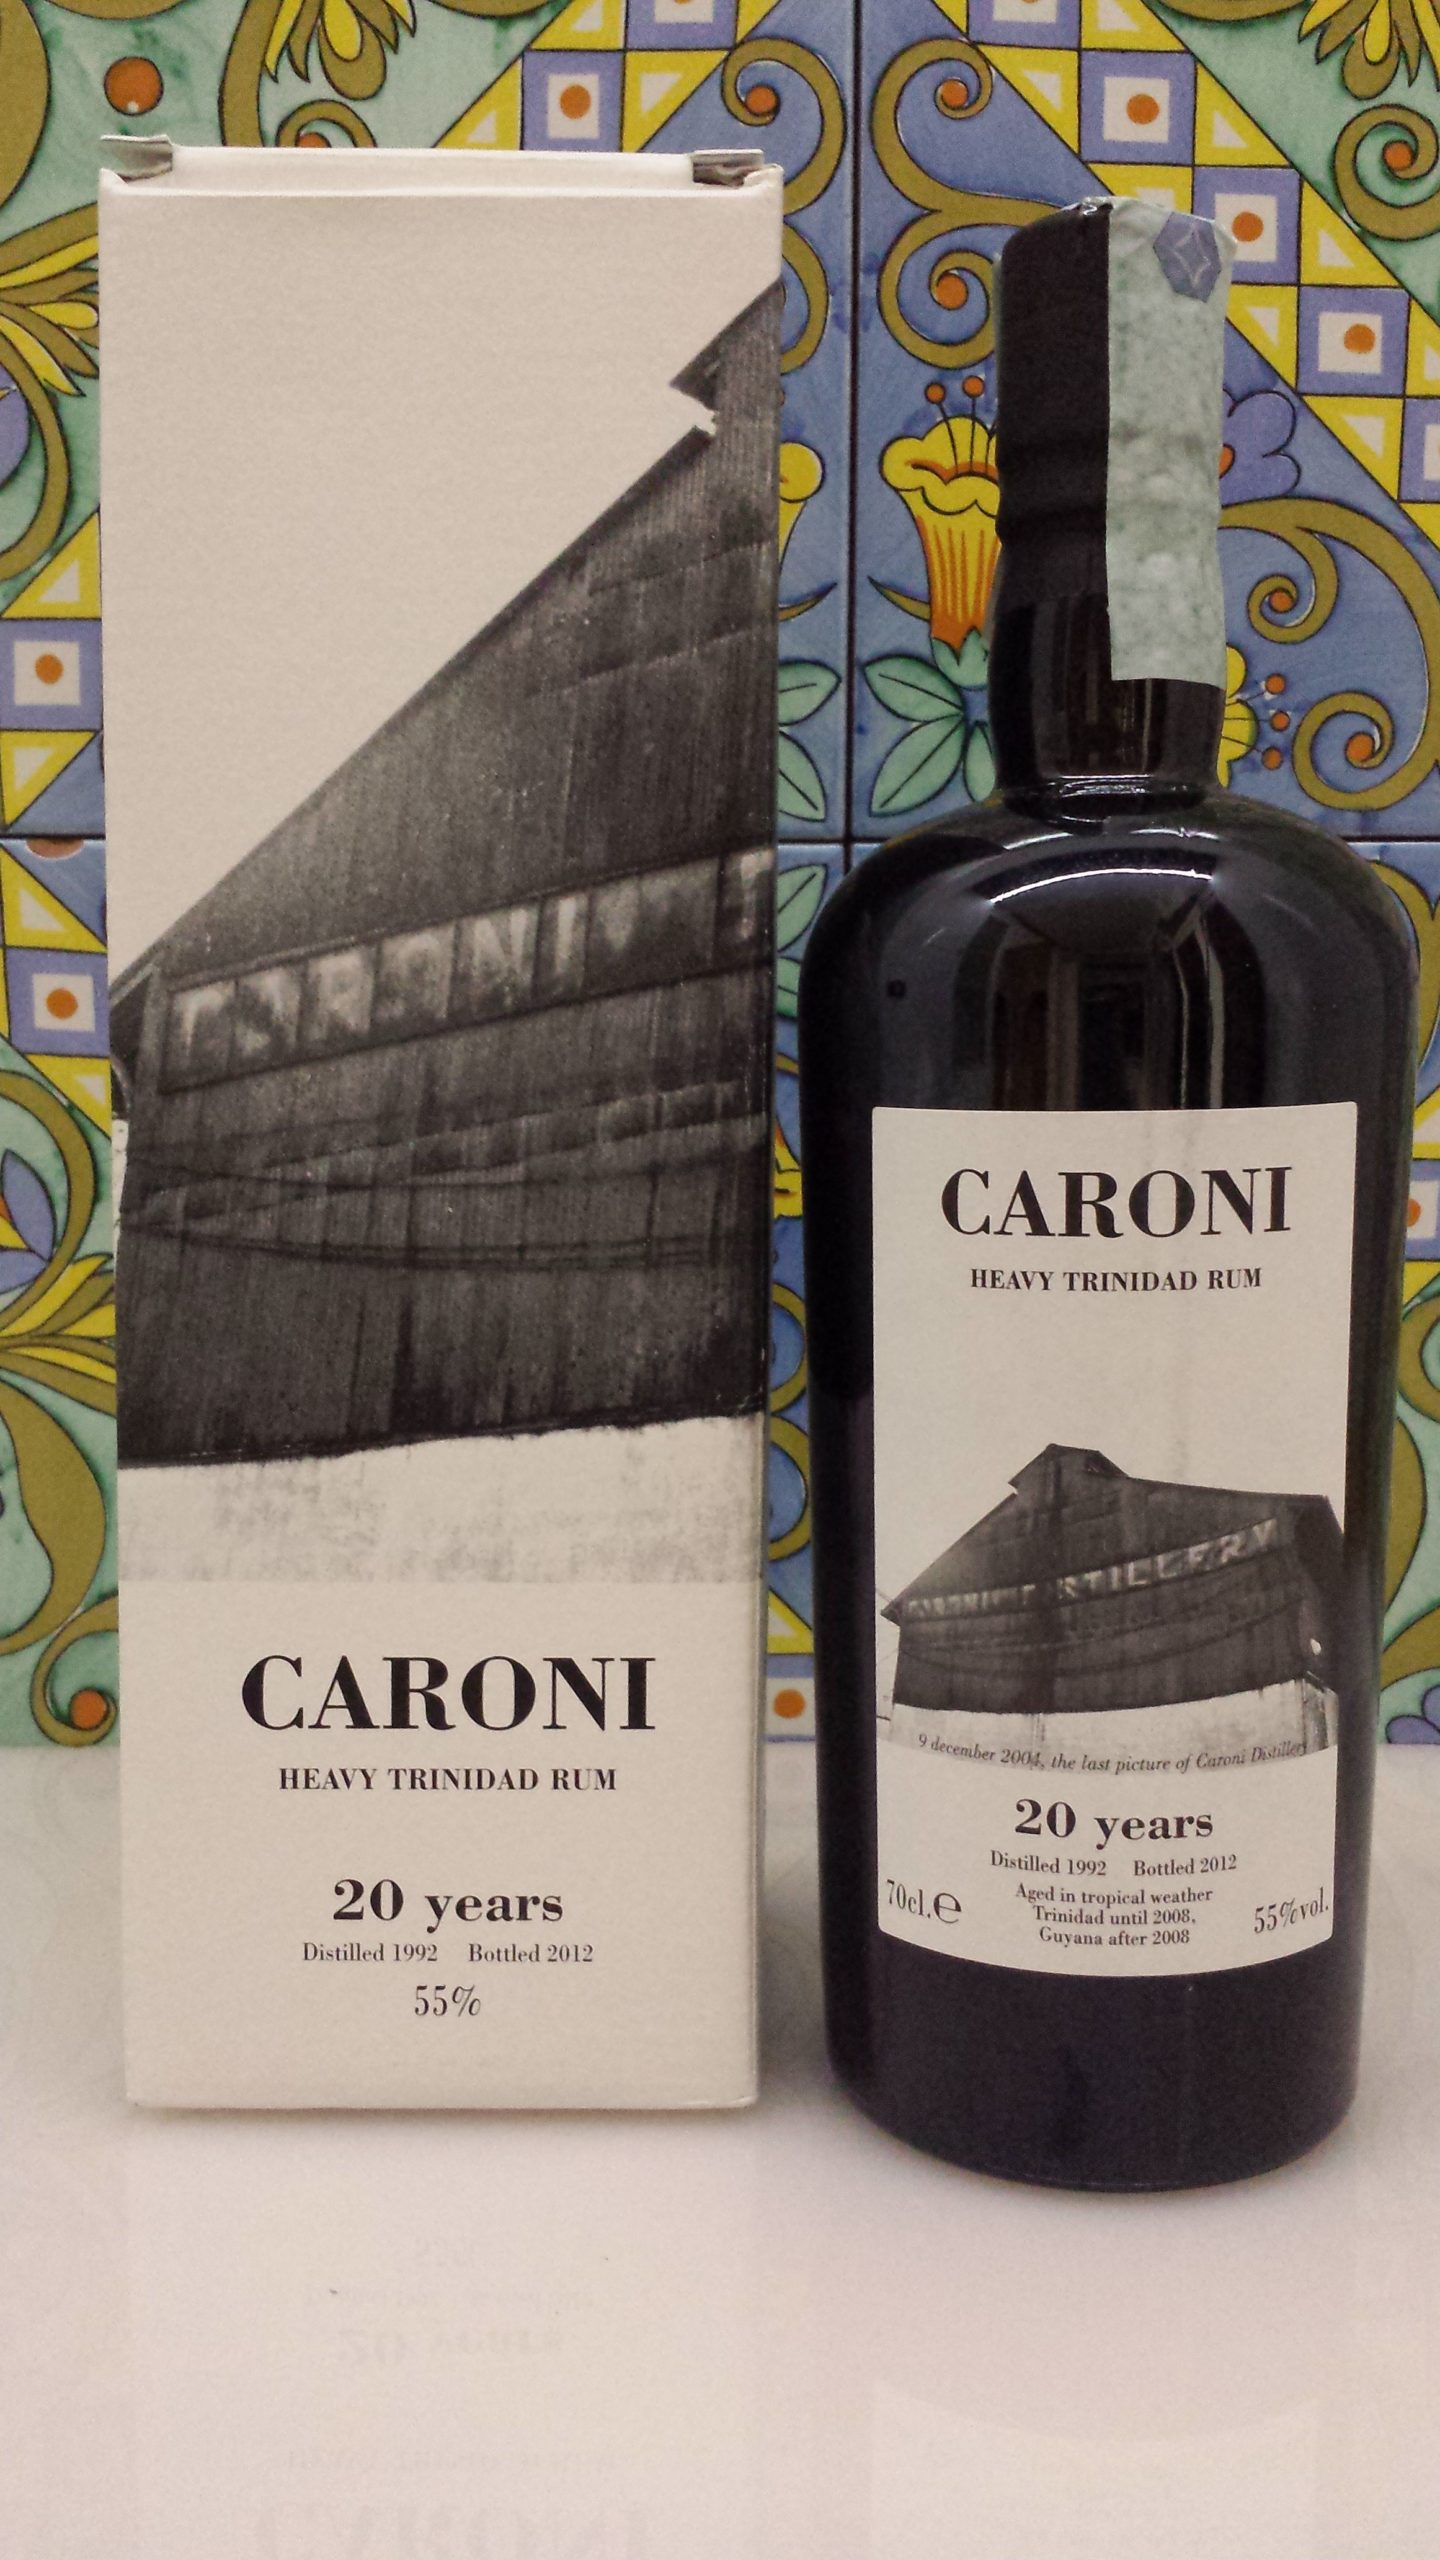 CARONI
CARONI
HEAVY TRINIDAD RUM
20 years
Distilled 1992 Bottled 2012
55%
CARONI
HEAVY TRINIDAD RUM
9 december 2004, the last picture of Caroni Distillery
20 years
Distilled 1992 Bottled 2012
70cl.e
Aged in tropical weather
Trinidad until 2008,
Guyana after 2008
55%vol.